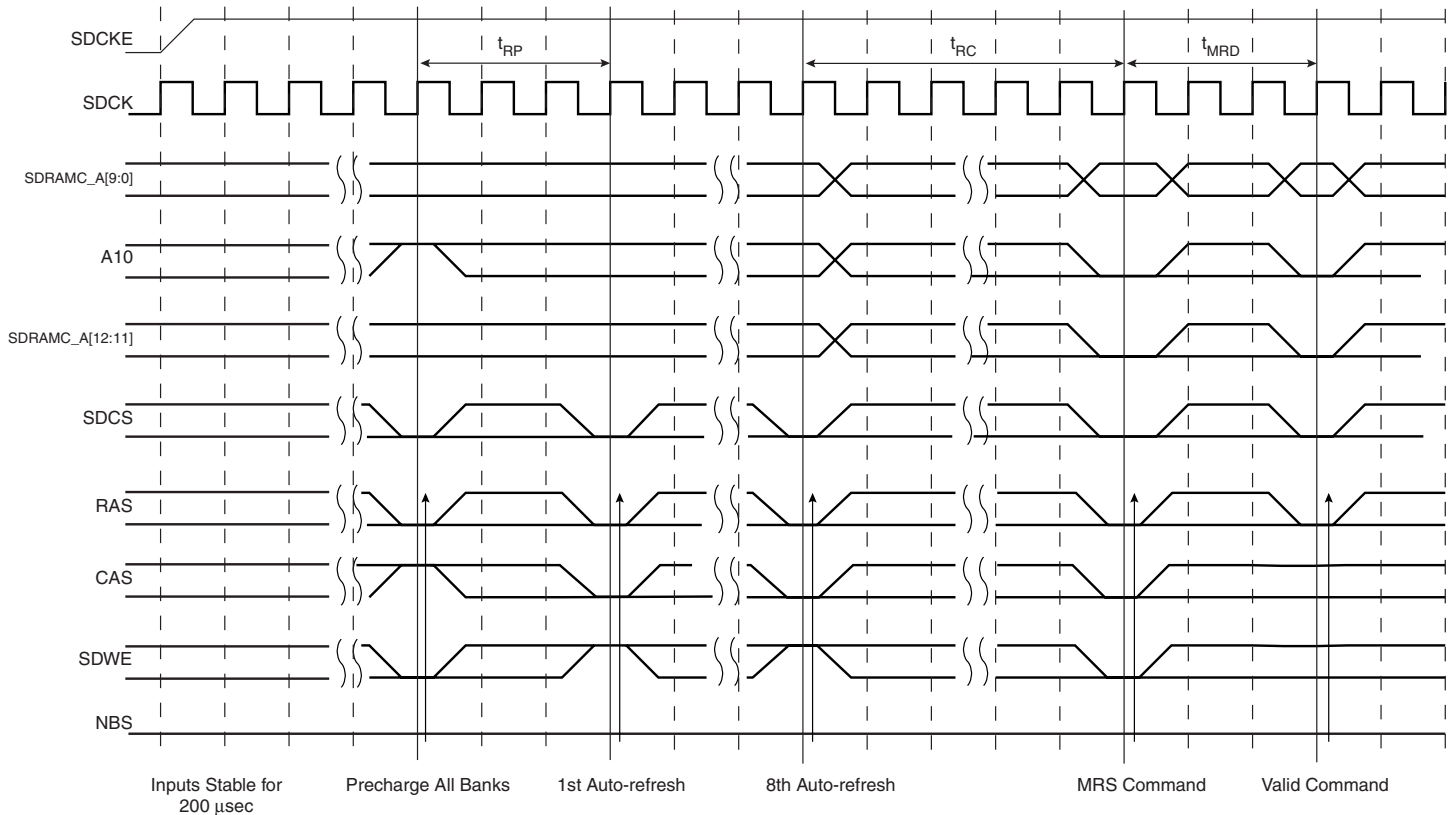 SDCKE
tRP
tRC
tMRD
SDCK
SDRAMC_A[9:0]
A10
SDRAMC_A[12:11]
SDCS
RAS
CAS
SDWE
NBS
Inputs Stable for
200 μsec
Precharge All Banks
1st Auto-refresh
8th Auto-refresh
MRS Command
Valid Command